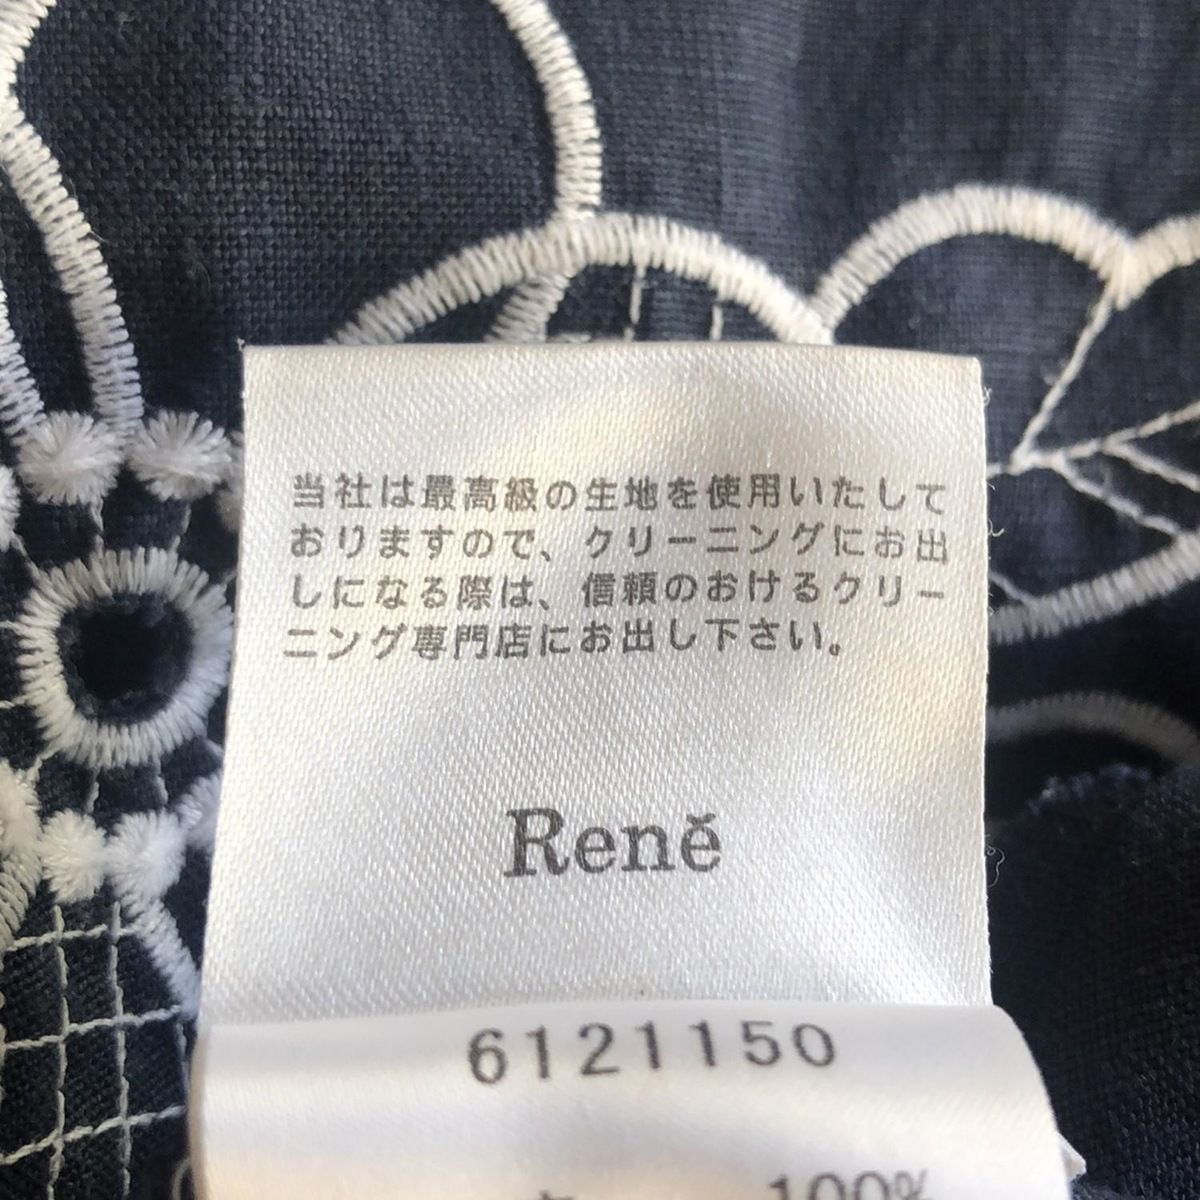 当社は最高級の生地を使用いたして
おりますので、クリーニングにお出
しになる際は、信頼のおけるクリー
ニング専門店にお出し下さい。
Renĕ
6121150
100%